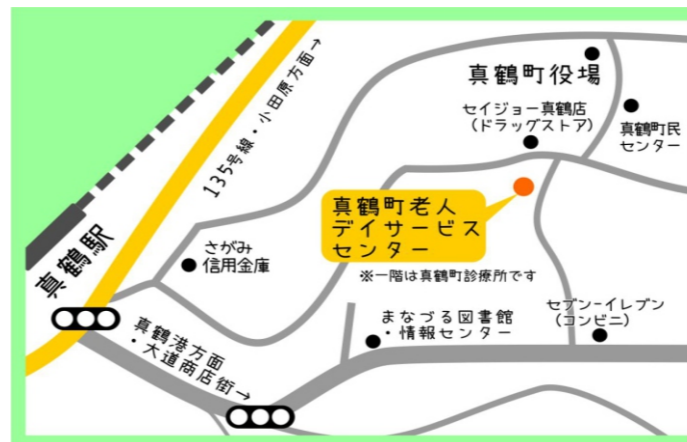 135号線・小田原方面→
真鶴町役場
セイジョー真鶴店
(ドラッグストア)
真鶴町民
センター
真鶴町老人
デイサービス
センター
※一階は真鶴町診療所です
さがみ
信用金庫
真鶴駅
真鶴港方面
・大道商店街→
まなづる図書館
・情報センター
セブン-イレブン
(コンビニ)